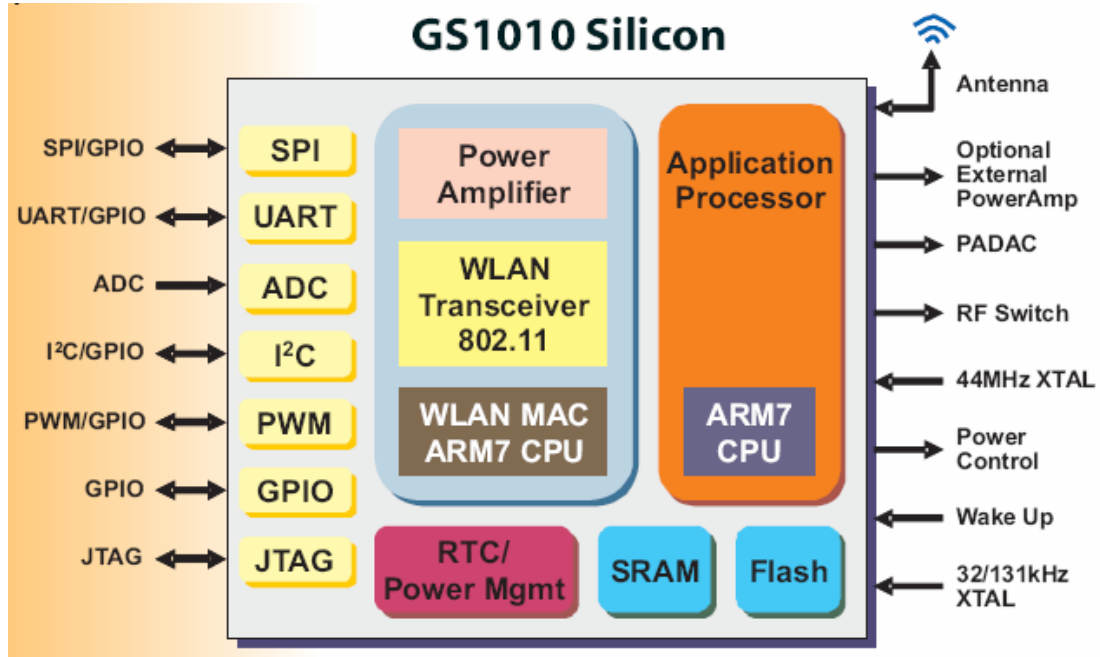 GS1010 Silicon
SPI/GPIO
UART/GPIO
ADC
I²C/GPIO
PWM/GPIO
GPIO
JTAG
SPI
UART
ADC
I²C
PWM
GPIO
JTAG
Power
Amplifier
WLAN
Transceiver
802.11
WLAN MAC
ARM7 CPU
Application
Processor
ARM7
CPU
RTC/
Power Mgmt
SRAM
Flash
Antenna
Optional
External
PowerAmp
PADAC
RF Switch
44MHz XTAL
Power
Control
Wake Up
32/131kHz
XTAL